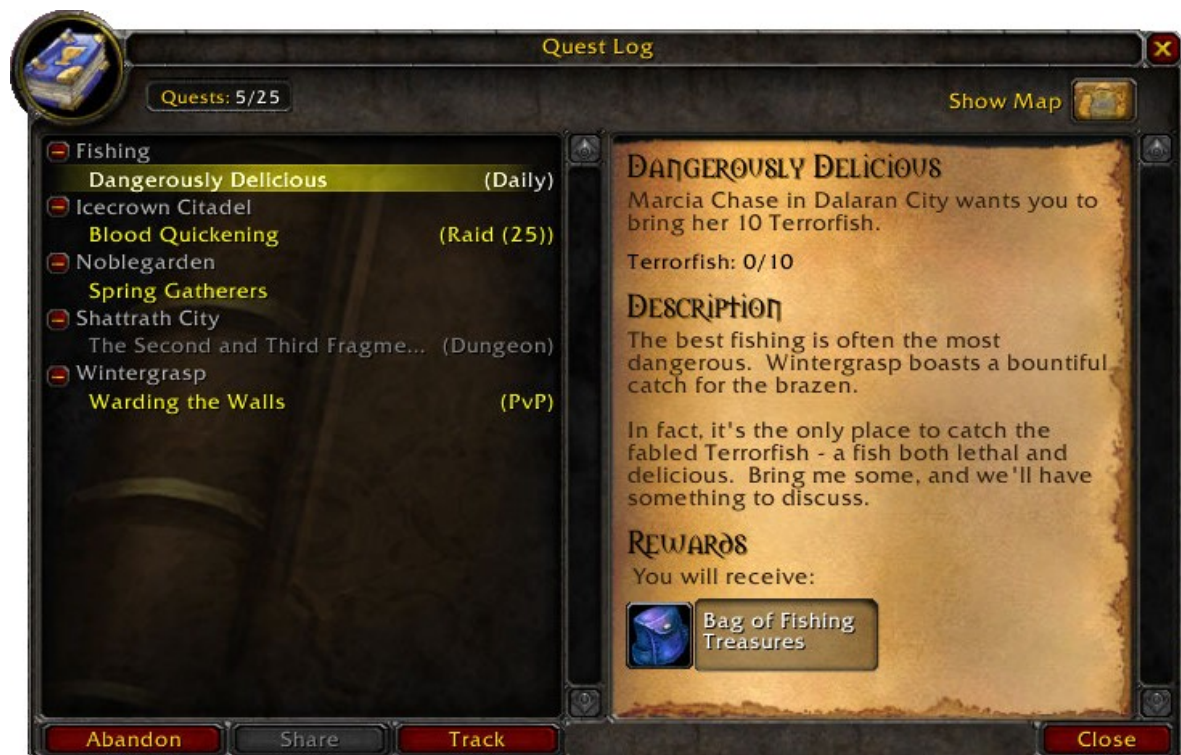 Quest Log
Quests: 5/25
Show Map
Fishing
Dangerously Delicious (Daily)
Icecrown Citadel
Blood Quickening (Raid (25))
Noblegarden
Spring Gatherers
Shattrath City
The Second and Third Fragme... (Dungeon)
Wintergrasp
Warding the Walls (PvP)
Dangerously Delicious
Marcia Chase in Dalaran City wants you to
bring her 10 Terrorfish.
Terrorfish: 0/10
Description
The best fishing is often the most
dangerous. Wintergrasp boasts a bountiful
catch for the brazen.
In fact, it's the only place to catch the
fabled Terrorfish - a fish both lethal and
delicious. Bring me some, and we'll have
something to discuss.
Rewards
You will receive:
Bag of Fishing
Treasures
Abandon
Share
Track
Close